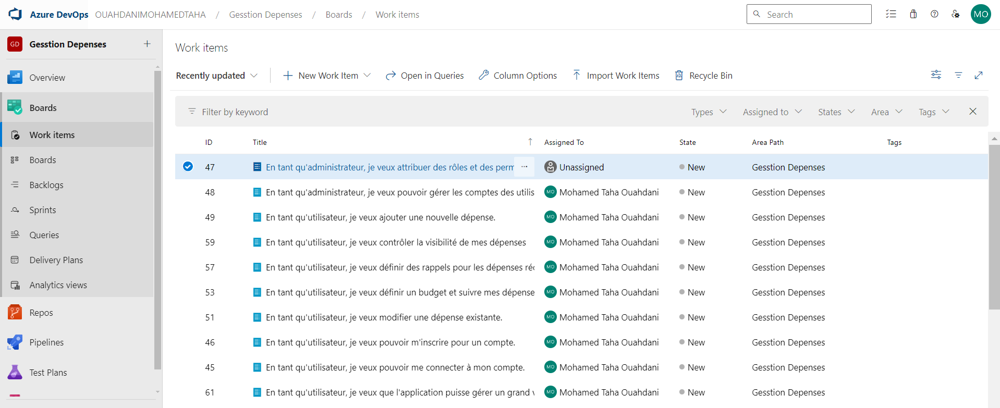 Azure DevOps OUAHDANIMOHAMEDTAHA / Gesstion Depenses / Boards / Work items
Search
MO
GD Gesstion Depenses
Overview
Boards
Work items
Boards
Backlogs
Sprints
Queries
Delivery Plans
Analytics views
Repos
Pipelines
Test Plans
Work items
Recently updated New Work Item Open in Queries Column Options Import Work Items Recycle Bin
Filter by keyword Types Assigned to States Area Tags
ID Title Assigned To State Area Path Tags
47 En tant qu'administrateur, je veux attribuer des rôles et des perm ... Unassigned New Gesstion Depenses
48 En tant qu'administrateur, je veux pouvoir gérer les comptes des utilis MO Mohamed Taha Ouahdani New Gesstion Depenses
49 En tant qu'utilisateur, je veux ajouter une nouvelle dépense. MO Mohamed Taha Ouahdani New Gesstion Depenses
59 En tant qu'utilisateur, je veux contrôler la visibilité de mes dépenses MO Mohamed Taha Ouahdani New Gesstion Depenses
57 En tant qu'utilisateur, je veux définir des rappels pour les dépenses réc MO Mohamed Taha Ouahdani New Gesstion Depenses
53 En tant qu'utilisateur, je veux définir un budget et suivre mes dépense MO Mohamed Taha Ouahdani New Gesstion Depenses
51 En tant qu'utilisateur, je veux modifier une dépense existante. MO Mohamed Taha Ouahdani New Gesstion Depenses
46 En tant qu'utilisateur, je veux pouvoir m'inscrire pour un compte. MO Mohamed Taha Ouahdani New Gesstion Depenses
45 En tant qu'utilisateur, je veux pouvoir me connecter à mon compte. MO Mohamed Taha Ouahdani New Gesstion Depenses
61 En tant qu'utilisateur, je veux que l'application puisse gérer un grand v MO Mohamed Taha Ouahdani New Gesstion Depenses